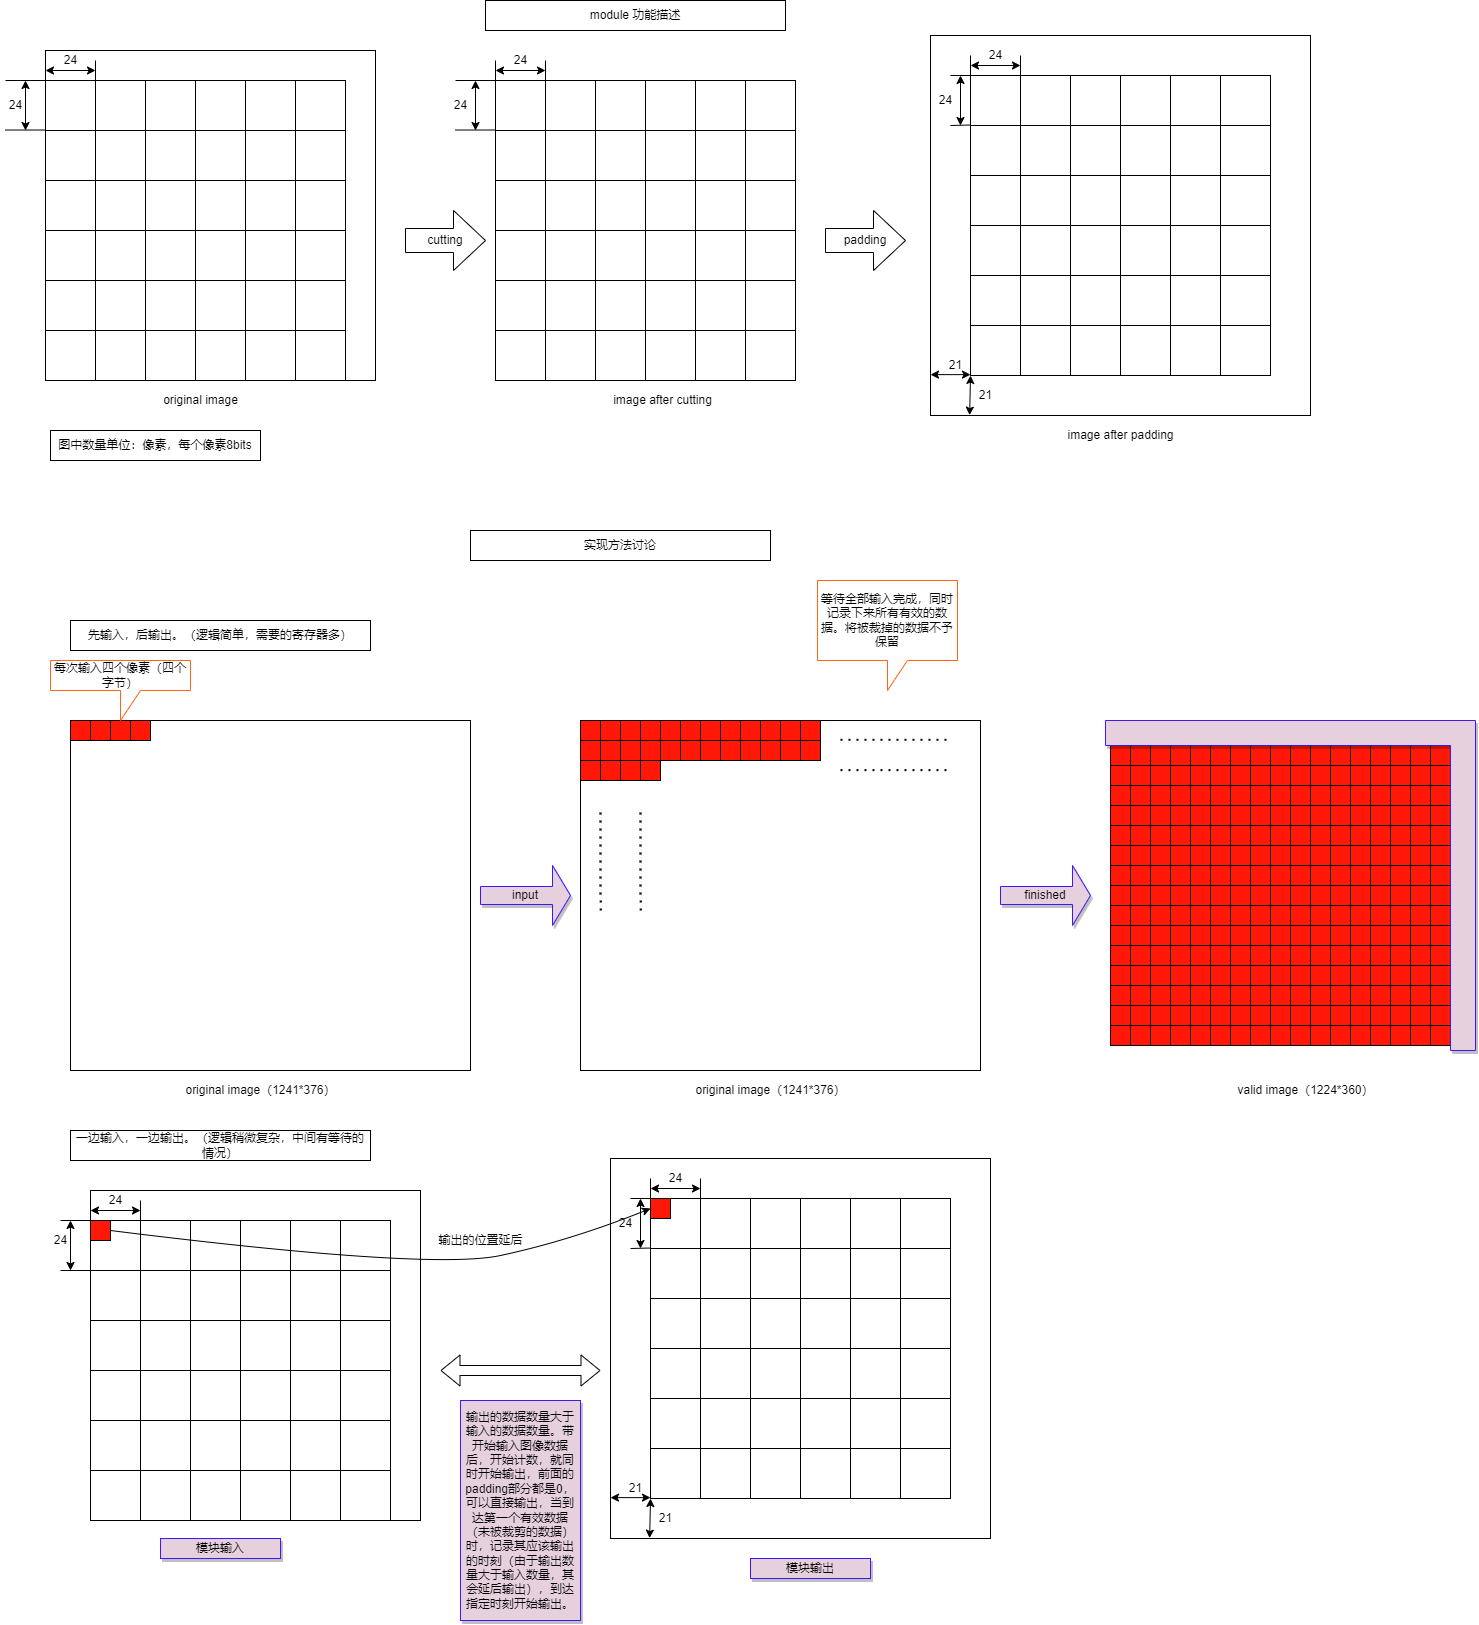 module 功能描述
24
24
24
24
24
24
cutting
padding
21
21
original image
image after cutting
image after padding
图中数量单位：像素，每个像素8bits
实现方法讨论
先输入，后输出。（逻辑简单，需要的寄存器多）
每次输入四个像素（四个
字节）
等待全部输入完成，同时
记录下来所有有效的数
据。将被裁掉的数据不予
保留
input
finished
original image（1241*376）
original image（1241*376）
valid image（1224*360）
一边输入，一边输出。（逻辑稍微复杂，中间有等待的
情况）
24
24
输出的位置延后
24
24
输出的数据数量大于
输入的数据数量。带
开始输入图像数据
后，开始计数，就同
时开始输出，前面的
padding部分都是0，
可以直接输出，当到
达第一个有效数据
（未被裁剪的数据）
时，记录其应该输出
的时刻（由于输出数
量大于输入数量，其
会延后输出），到达
指定时刻开始输出。
21
21
模块输入
模块输出